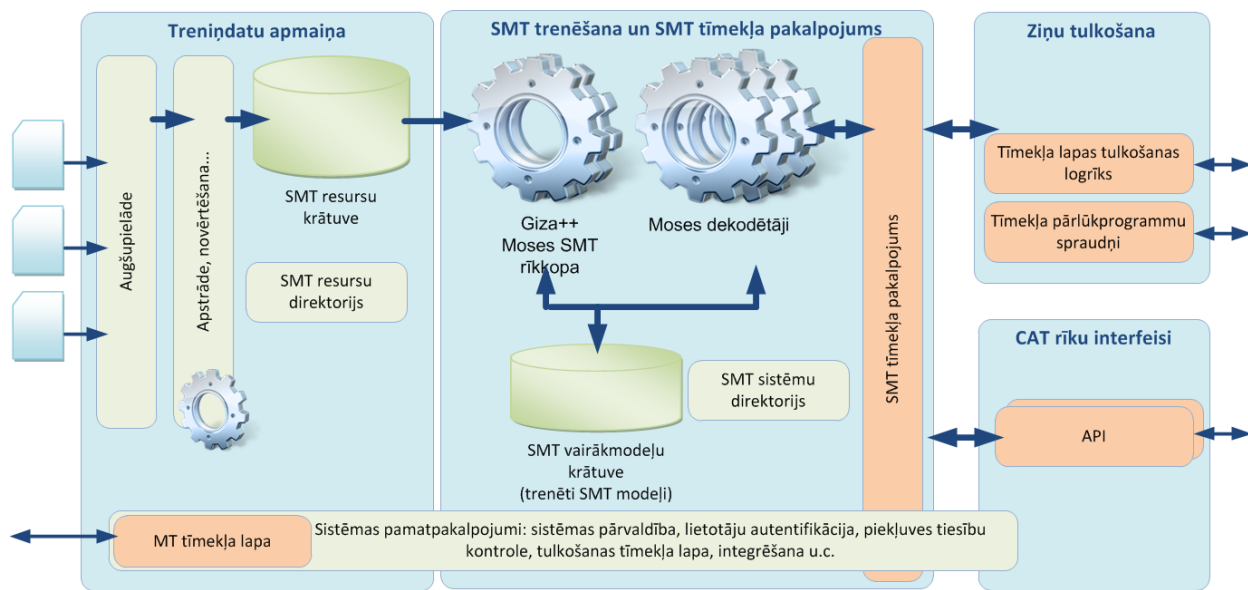 Treniņdatu apmaiņa
Augšupielāde
Apstrāde, novērtēšana...
SMT resursu
krātuve
SMT resursu
direktorijs
SMT trenēšana un SMT tīmekļa pakalpojums
Giza++
Moses SMT
rīkkopa
Moses dekodētāji
SMT vairākmodeļu
krātuve
(trenēti SMT modeļi)
SMT sistēmu
direktorijs
SMT tīmekļa pakalpojums
Ziņu tulkošana
Tīmekļa lapas tulkošanas
logrīks
Tīmekļa pārlūkprogrammu
spraudņi
CAT rīku interfeisi
API
MT tīmekļa lapa
Sistēmas pamatpakalpojumi: sistēmas pārvaldība, lietotāju autentifikācija, piekļuves tiesību
kontrole, tulkošanas tīmekļa lapa, integrēšana u.c.